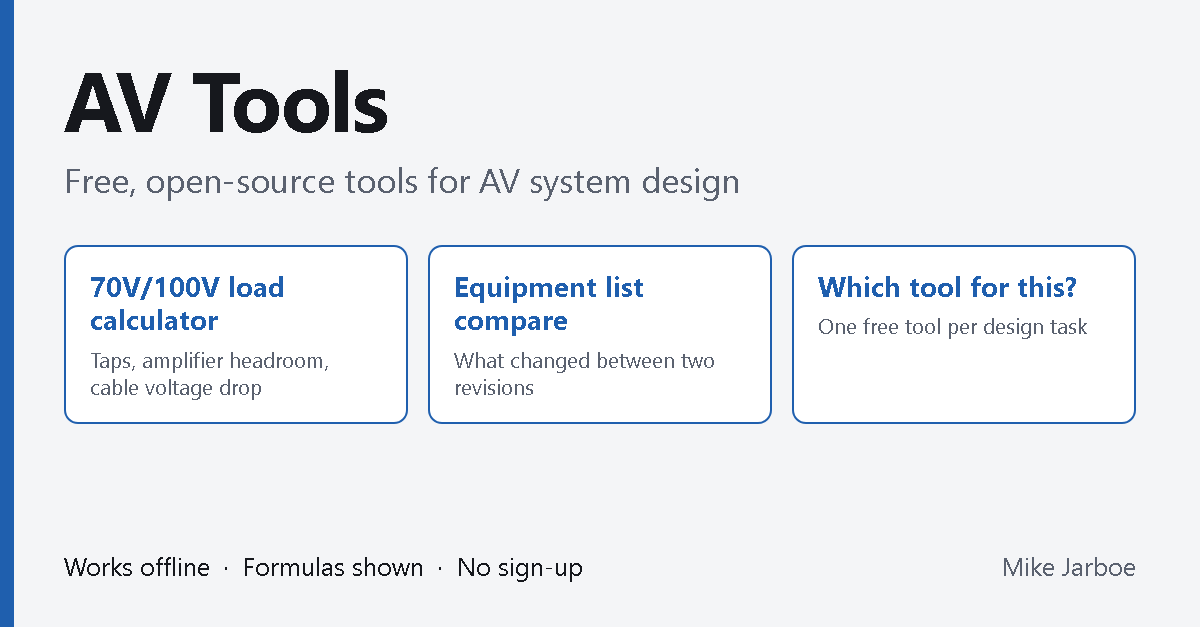 AV Tools
Free, open-source tools for AV system design
70V/100V load
calculator
Taps, amplifier headroom,
cable voltage drop
Equipment list
compare
What changed between two
revisions
Which tool for this?
One free tool per design task
Works offline · Formulas shown · No sign-up
Mike Jarboe